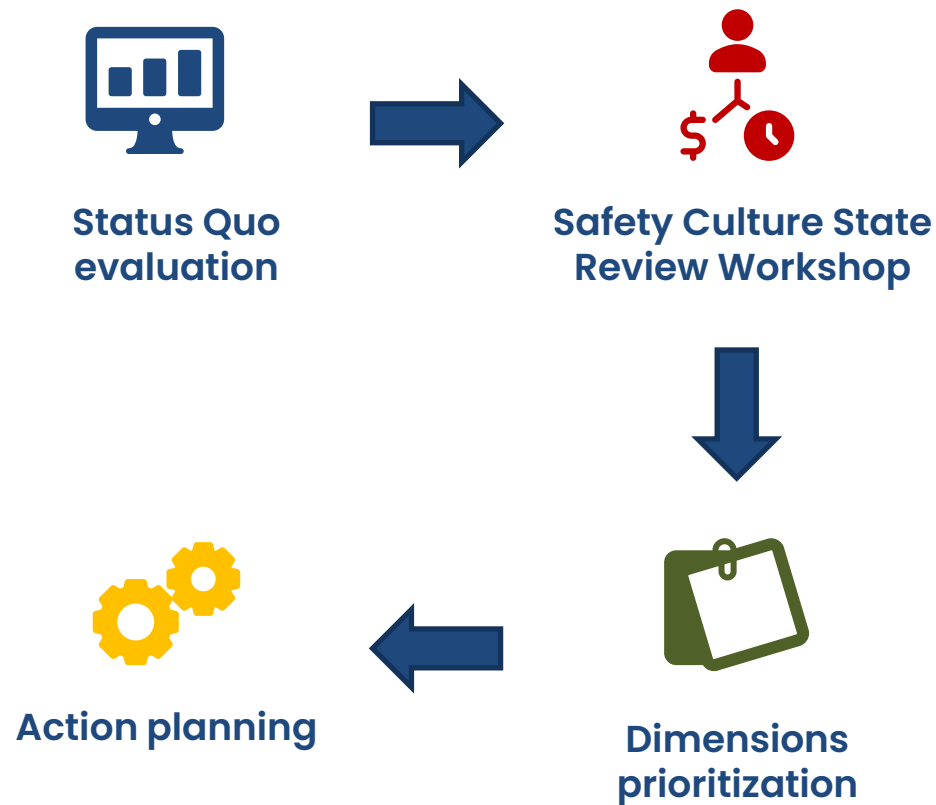 Status Quo
evaluation
Safety Culture State
Review Workshop
$
Action planning
Dimensions
prioritization